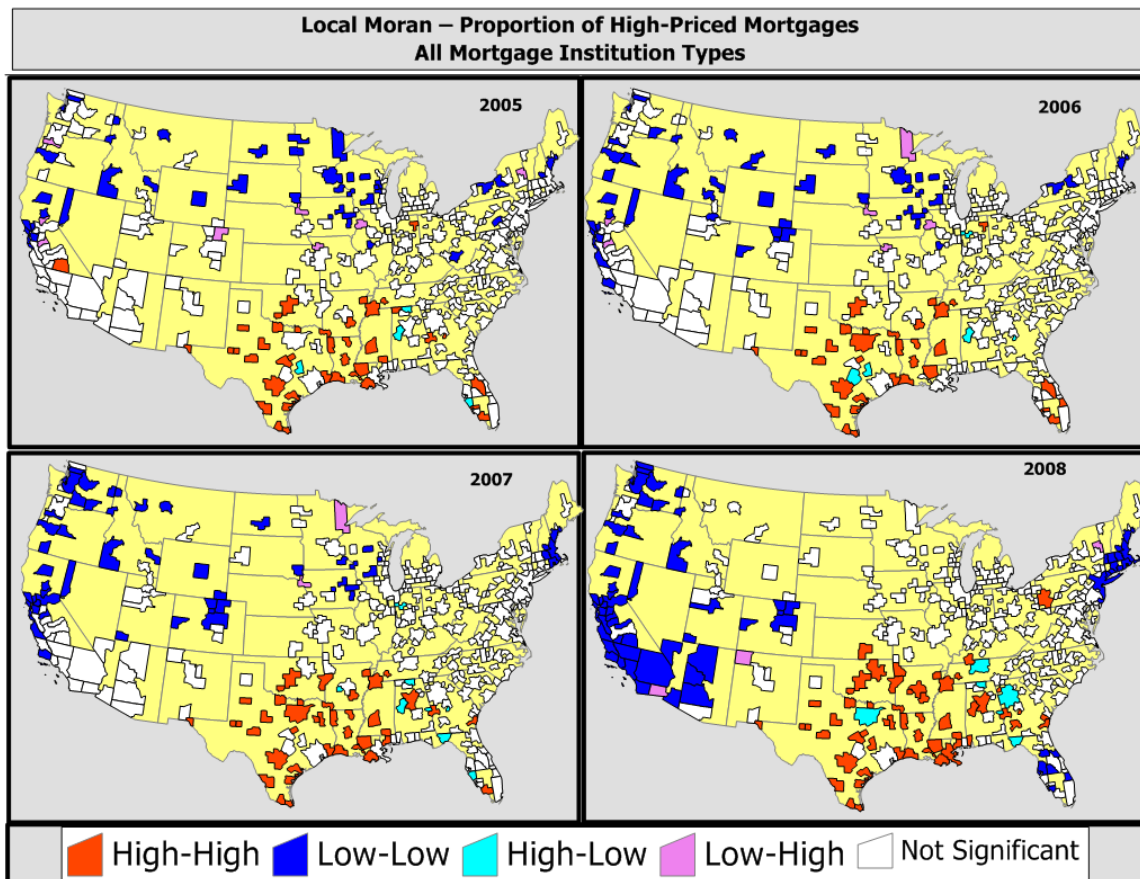 Local Moran – Proportion of High-Priced Mortgages
All Mortgage Institution Types
2005
2006
2007
2008
High-High
Low-Low
High-Low
Low-High
Not Significant